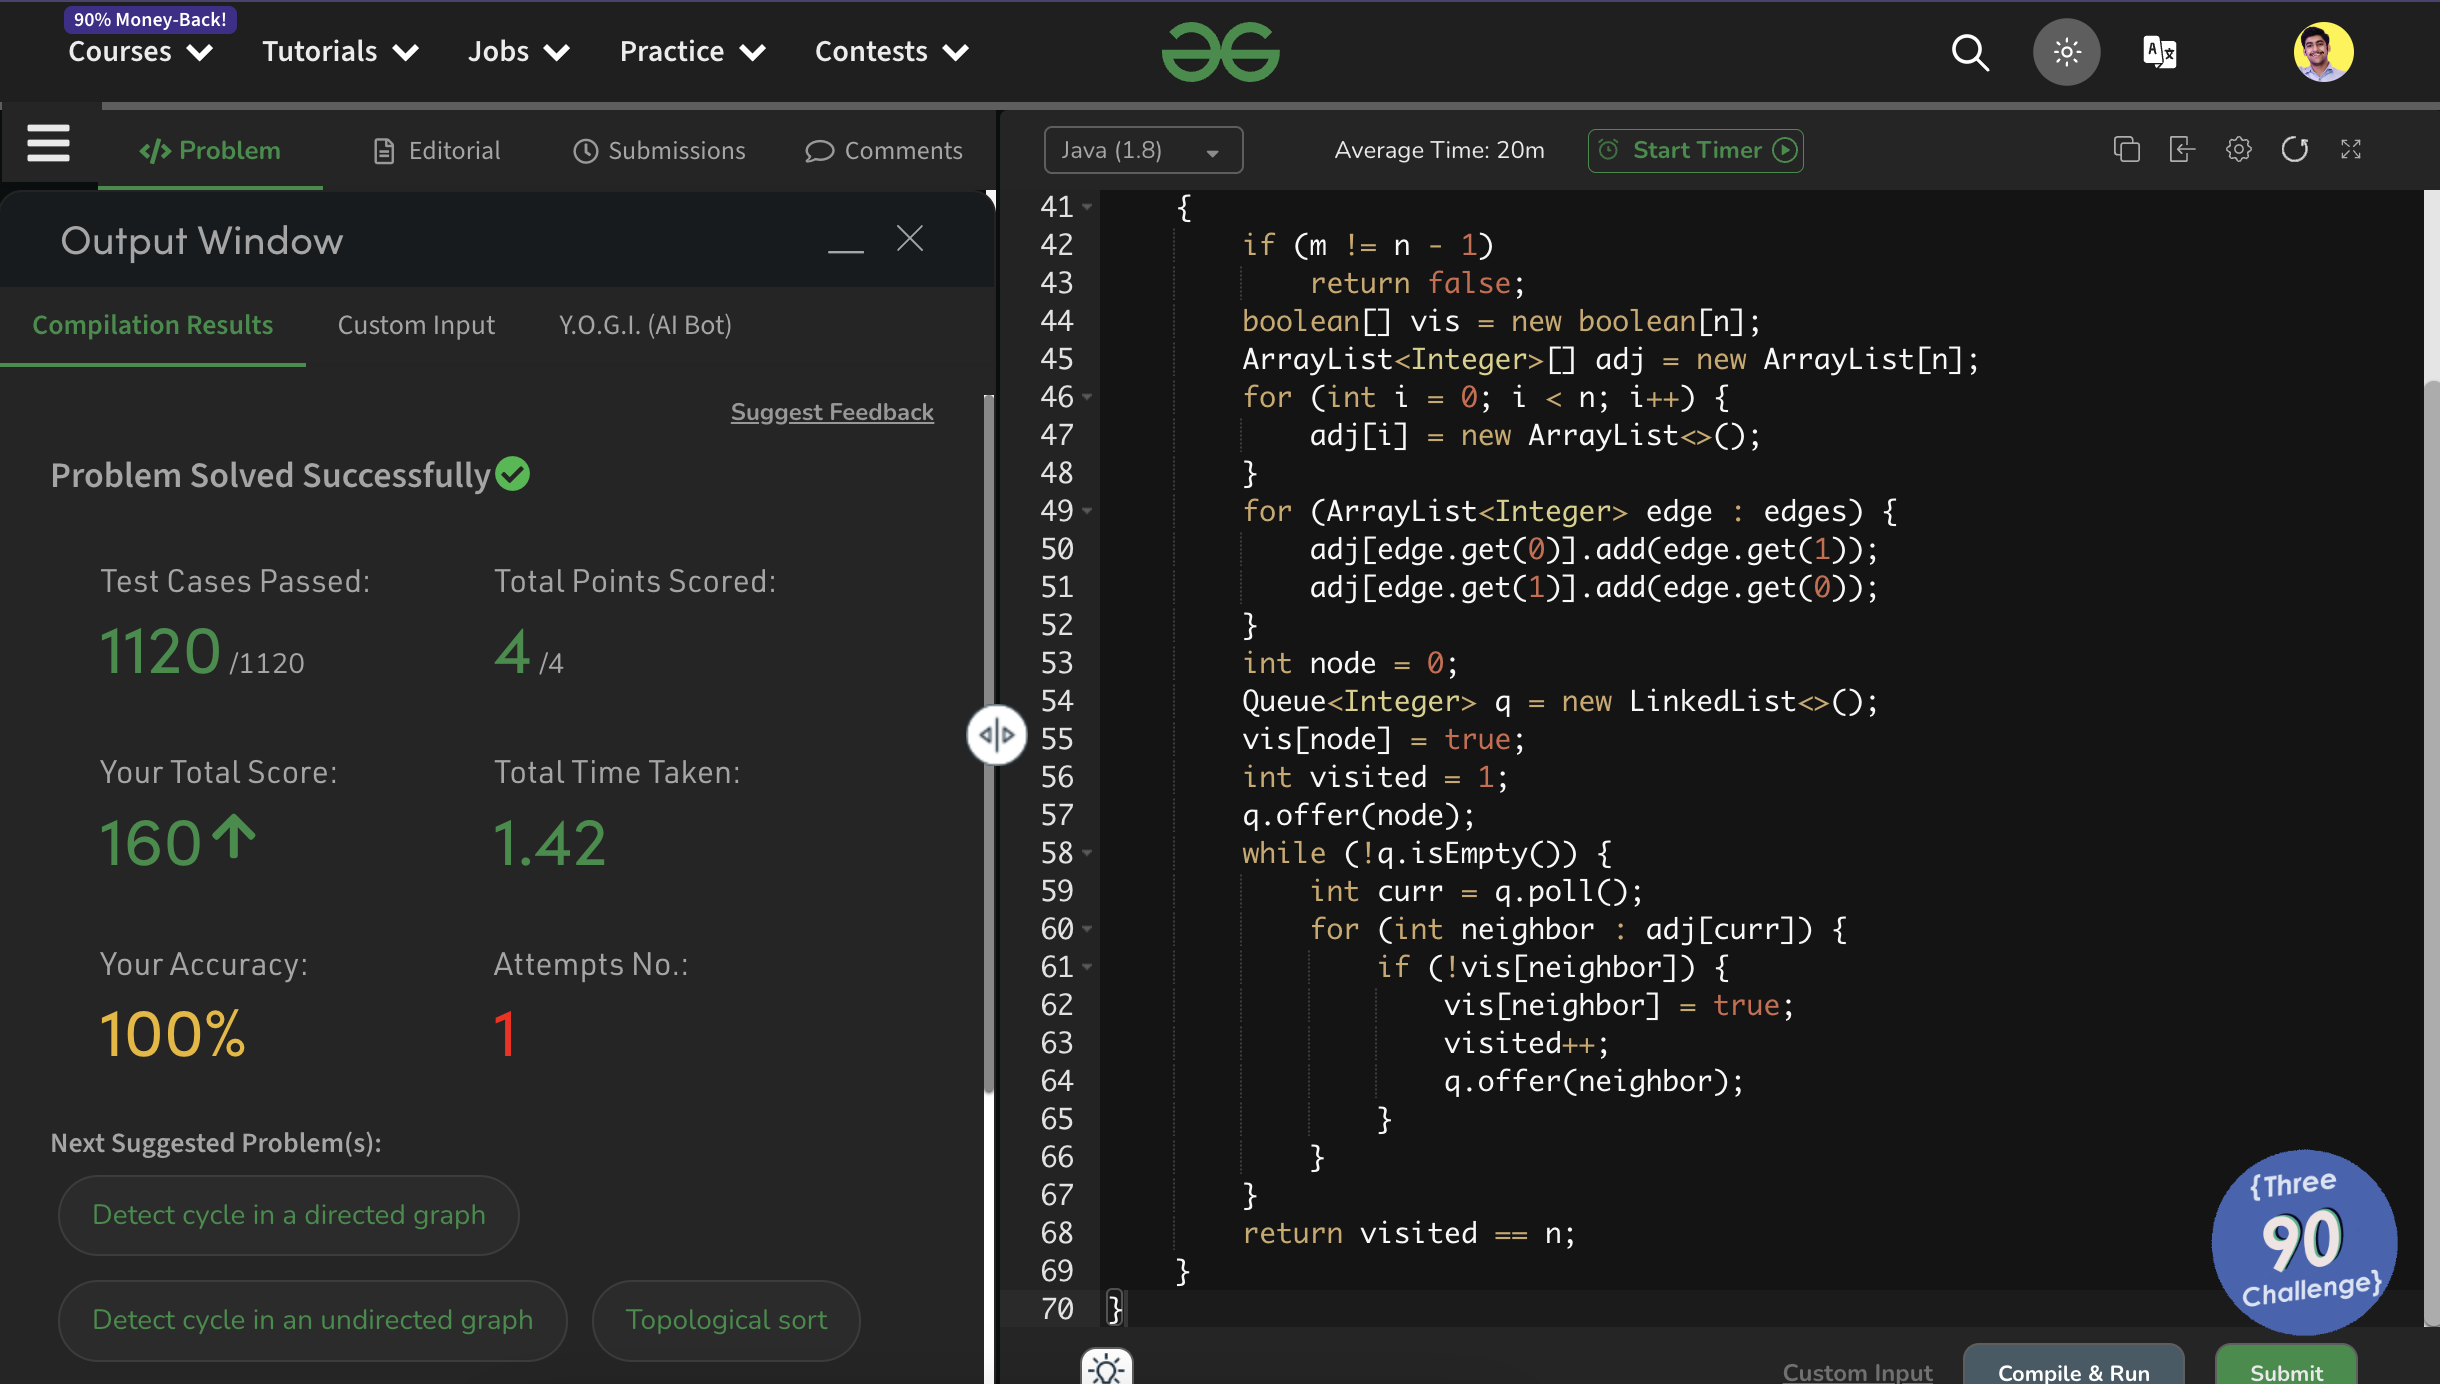 90% Money-Back!
Courses Tutorials Jobs Practice Contests
Problem Editorial Submissions Comments
Java (1.8) Average Time: 20m Start Timer
Output Window
Compilation Results Custom Input Y.O.G.I. (AI Bot)
Suggest Feedback
Problem Solved Successfully
Test Cases Passed: Total Points Scored:
1120 /1120 4 /4
Your Total Score: Total Time Taken:
160 1.42
Your Accuracy: Attempts No.:
100% 1
Next Suggested Problem(s):
Detect cycle in a directed graph
Detect cycle in an undirected graph Topological sort
41 {
42 if (m != n - 1)
43 return false;
44 boolean[] vis = new boolean[n];
45 ArrayList<Integer>[] adj = new ArrayList[n];
46 for (int i = 0; i < n; i++) {
47 adj[i] = new ArrayList<>();
48 }
49 for (ArrayList<Integer> edge : edges) {
50 adj[edge.get(0)].add(edge.get(1));
51 adj[edge.get(1)].add(edge.get(0));
52 }
53 int node = 0;
54 Queue<Integer> q = new LinkedList<>();
55 vis[node] = true;
56 int visited = 1;
57 q.offer(node);
58 while (!q.isEmpty()) {
59 int curr = q.poll();
60 for (int neighbor : adj[curr]) {
61 if (!vis[neighbor]) {
62 vis[neighbor] = true;
63 visited++;
64 q.offer(neighbor);
65 }
66 }
67 }
68 return visited == n;
69 }
70 }
{Three
90
Challenge}
Custom Input Compile & Run Submit